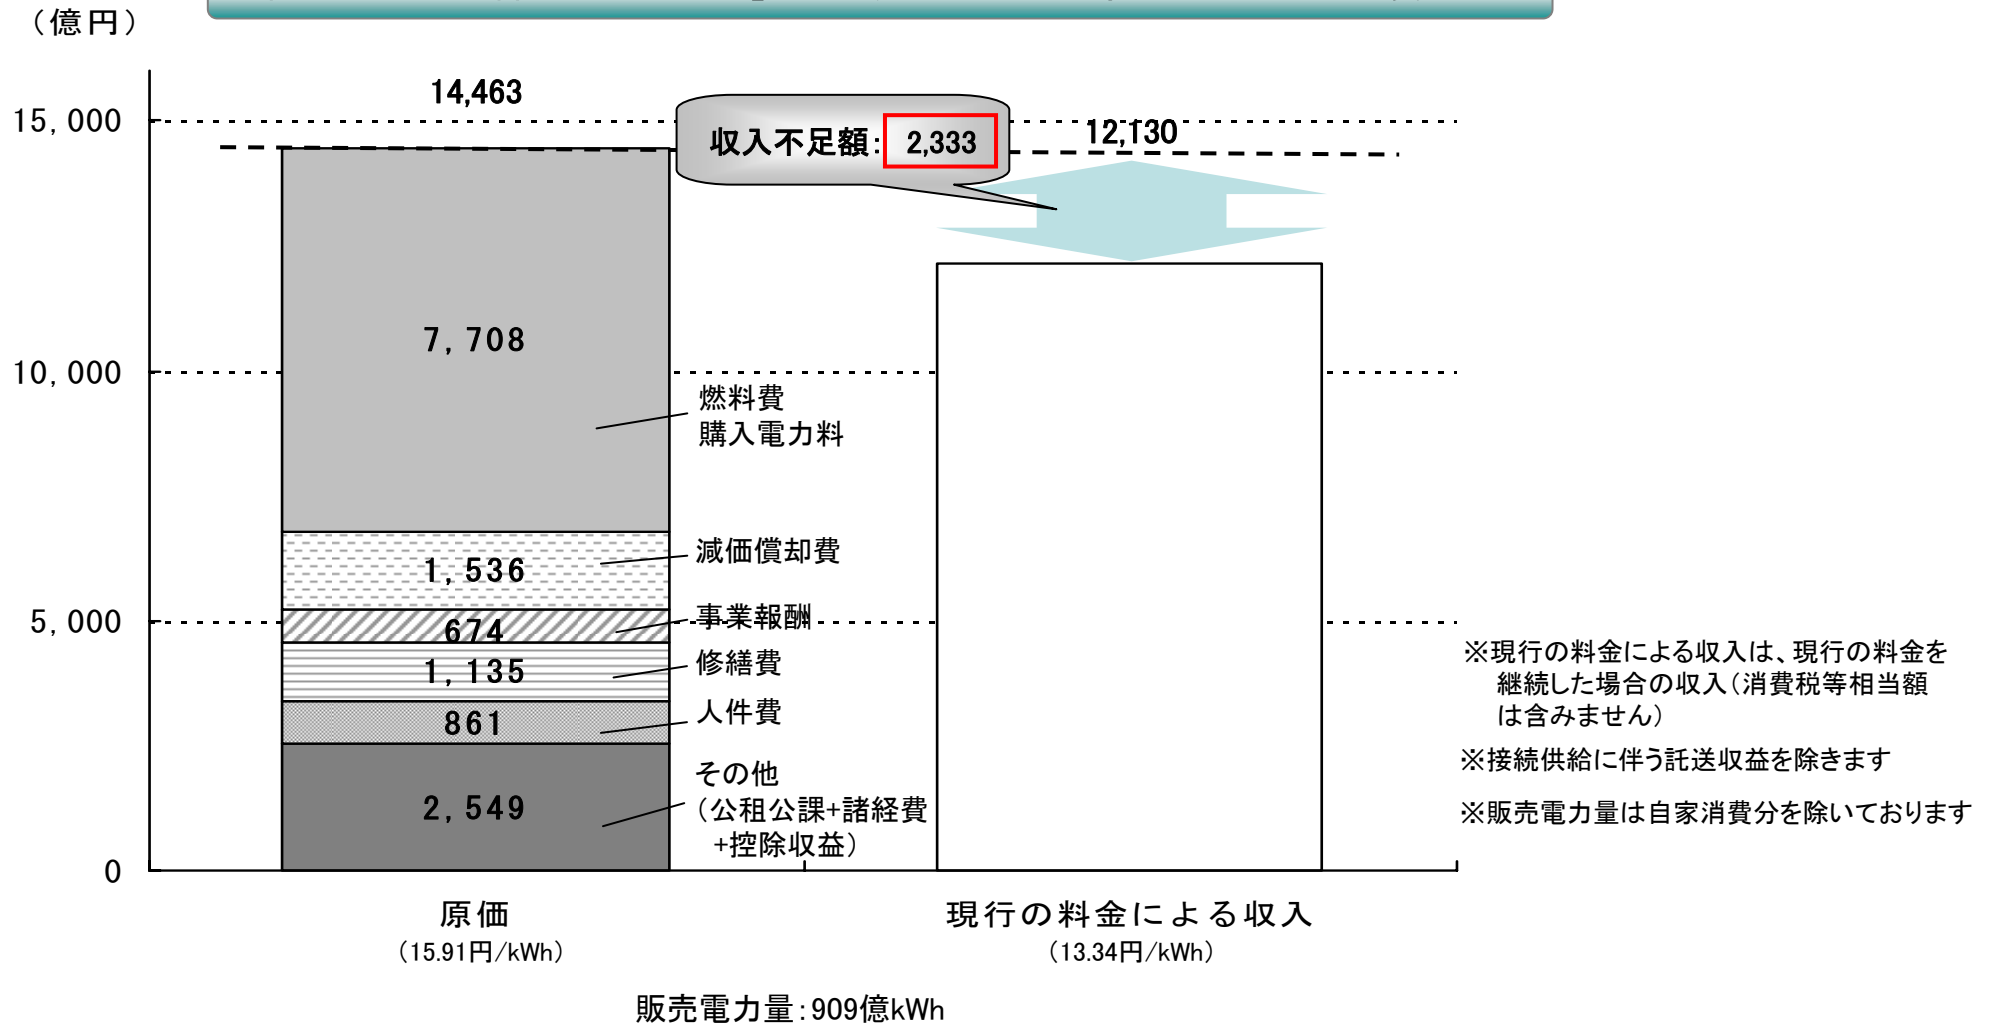 （億円）
14,463
15,000
収入不足額： 2,333
12,130
7,708
10,000
燃料費
購入電力料
1,536
減価償却費
5,000
674
事業報酬
1,135
修繕費
861
人件費
2,549
その他
（公租公課+諸経費
+控除収益）
0
※現行の料金による収入は、現行の料金を
継続した場合の収入（消費税等相当額
は含みません）
※接続供給に伴う託送収益を除きます
※販売電力量は自家消費分を除いております
原価
（15.91円/kWh）
現行の料金による収入
（13.34円/kWh）
販売電力量：909億kWh